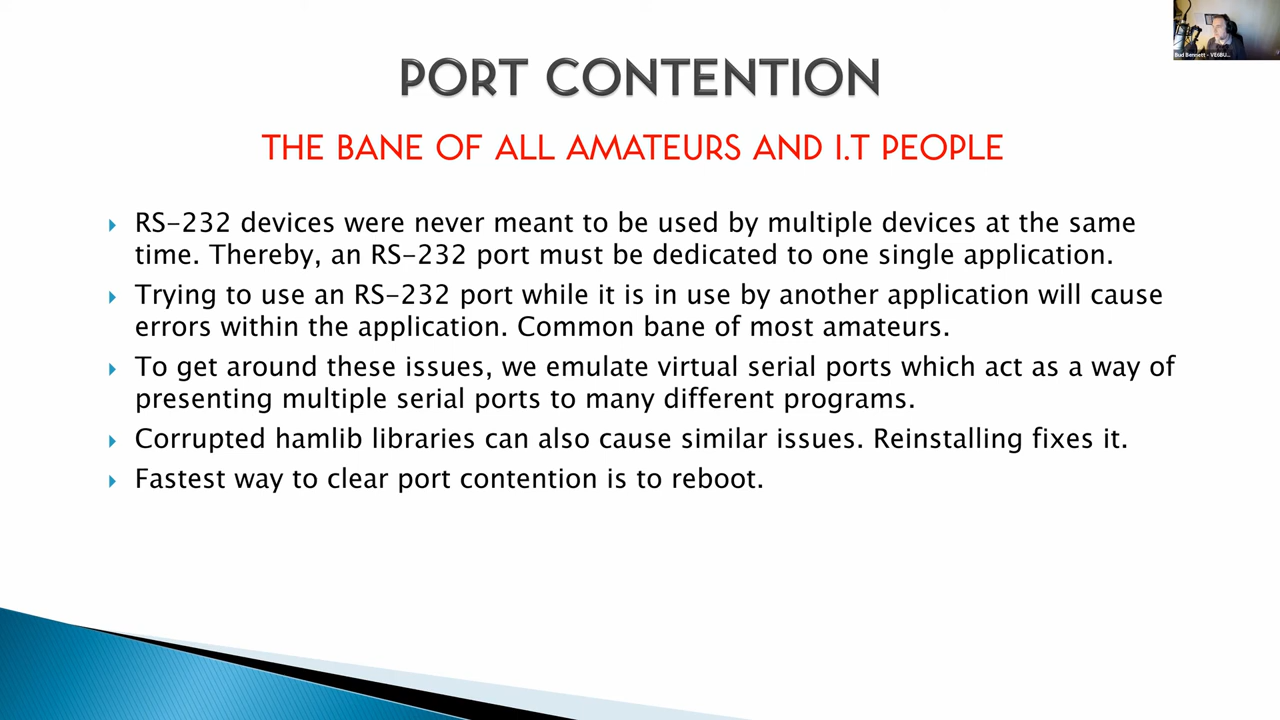 Bud Bennett - VE6BU...
PORT CONTENTION
THE BANE OF ALL AMATEURS AND I.T PEOPLE
RS-232 devices were never meant to be used by multiple devices at the same
time. Thereby, an RS-232 port must be dedicated to one single application.
Trying to use an RS-232 port while it is in use by another application will cause
errors within the application. Common bane of most amateurs.
To get around these issues, we emulate virtual serial ports which act as a way of
presenting multiple serial ports to many different programs.
Corrupted hamlib libraries can also cause similar issues. Reinstalling fixes it.
Fastest way to clear port contention is to reboot.